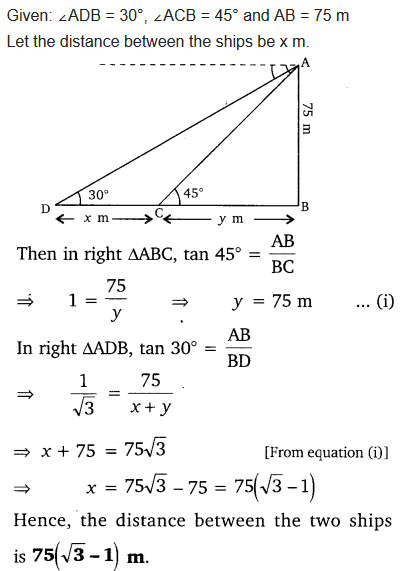 Given: ∠ADB = 30°, ∠ACB = 45° and AB = 75 m
Let the distance between the ships be x m.
A
75 m
30°
45°
D
C
B
x m
y m
Then in right ΔABC, tan 45° = AB/BC
⇒ 1 = 75/y ⇒ y = 75 m ... (i)
In right ΔADB, tan 30° = AB/BD
⇒ 1/√3 = 75/(x + y)
⇒ x + 75 = 75√3 [From equation (i)]
⇒ x = 75√3 – 75 = 75(√3 – 1)
Hence, the distance between the two ships
is 75(√3 – 1) m.